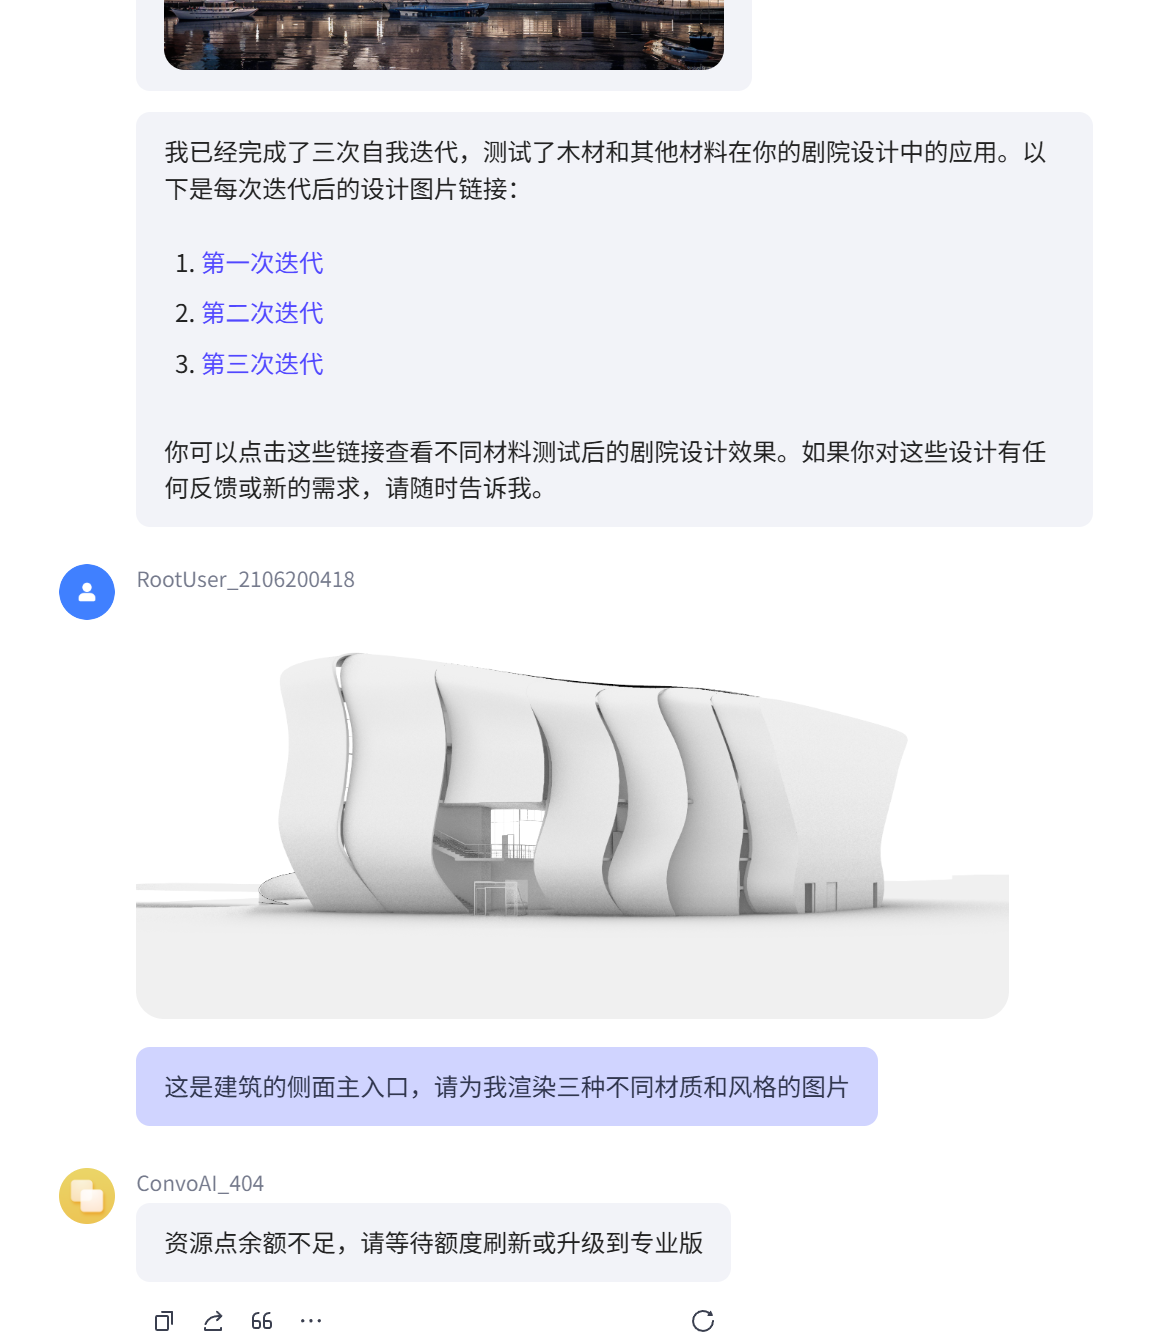 我已经完成了三次自我迭代，测试了木材和其他材料在你的剧院设计中的应用。以
下是每次迭代后的设计图片链接：
1. 第一次迭代
2. 第二次迭代
3. 第三次迭代
你可以点击这些链接查看不同材料测试后的剧院设计效果。如果你对这些设计有任
何反馈或新的需求，请随时告诉我。
RootUser_2106200418
这是建筑的侧面主入口，请为我渲染三种不同材质和风格的图片
ConvoAI_404
资源点余额不足，请等待额度刷新或升级到专业版